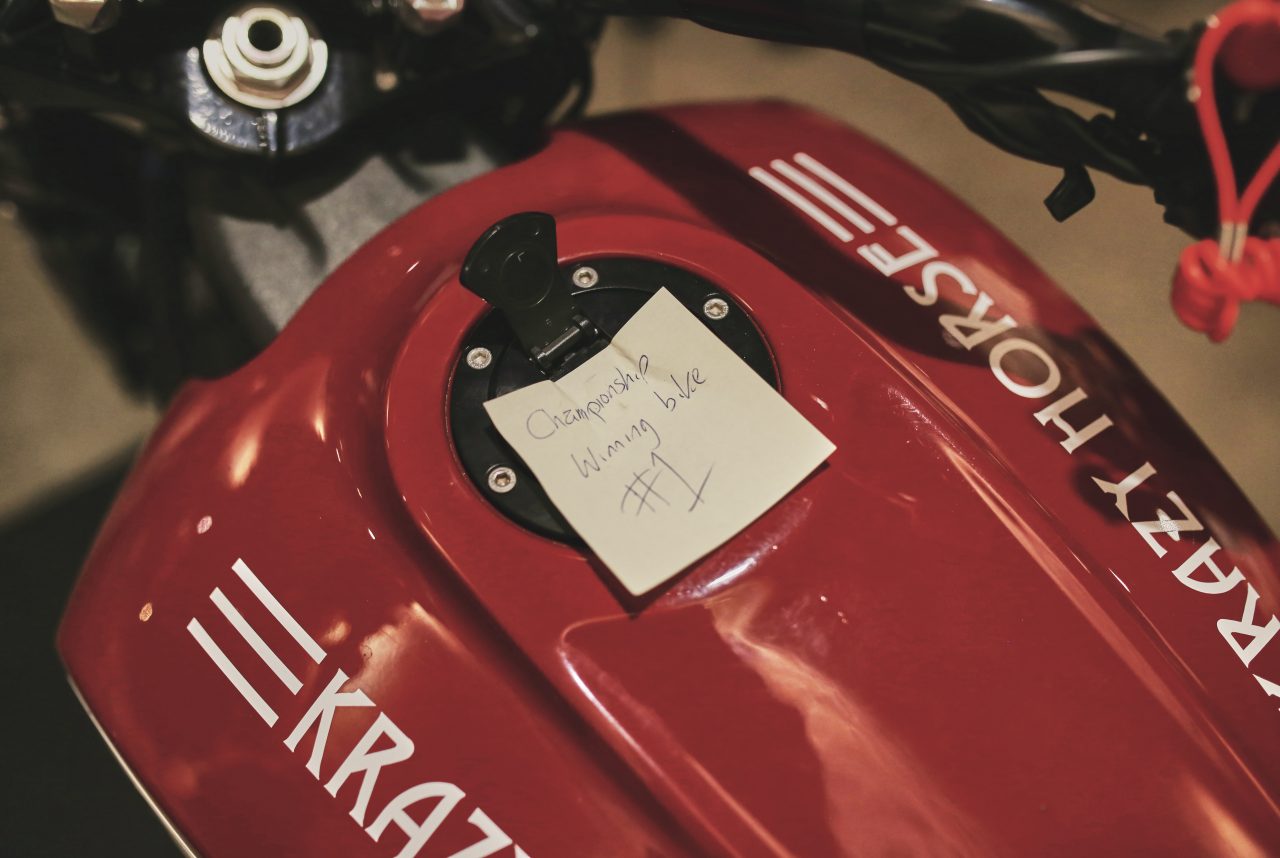 Championship
Winning bike
#1
KRAZY HORSE
KRAZ